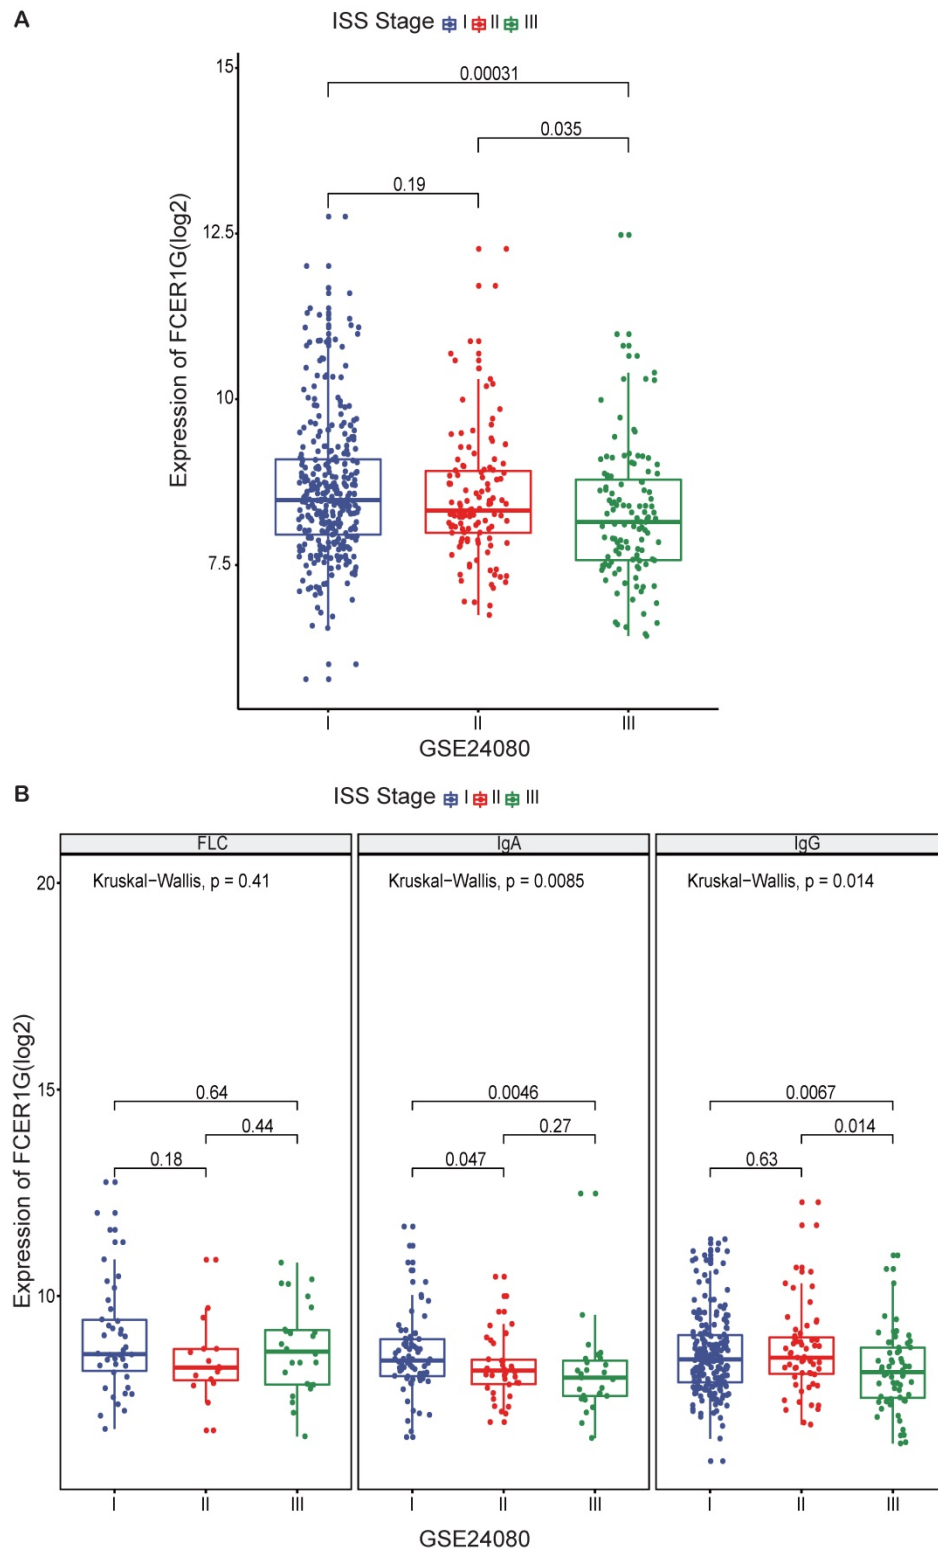 A
ISS Stage I II III
Expression of FCER1G(log2)
15
12.5
10
7.5
0.00031
0.035
0.19
I II III
GSE24080
B
ISS Stage I II III
FLC IgA IgG
Kruskal−Wallis, p = 0.41 Kruskal−Wallis, p = 0.0085 Kruskal−Wallis, p = 0.014
Expression of FCER1G(log2)
20
15
10
0.64 0.0046 0.0067
0.44 0.27 0.014
0.18 0.047 0.63
I II III I II III I II III
GSE24080